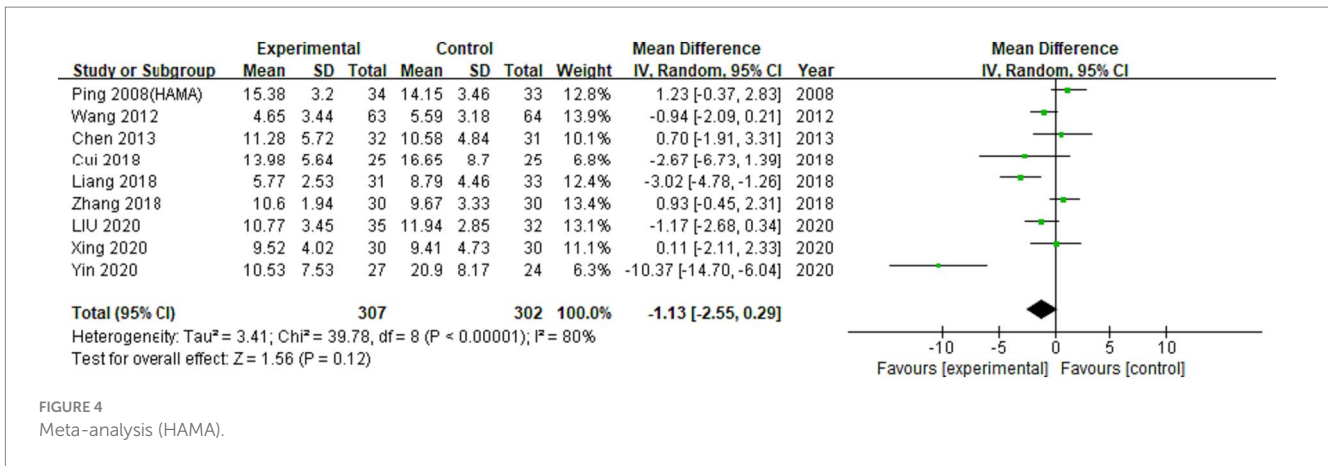 Experimental Control Mean Difference Mean Difference
Study or Subgroup Mean SD Total Mean SD Total Weight IV, Random, 95% CI Year IV, Random, 95% CI
Ping 2008(HAMA) 15.38 3.2 34 14.15 3.46 33 12.8% 1.23 [-0.37, 2.83] 2008
Wang 2012 4.65 3.44 63 5.59 3.18 64 13.9% -0.94 [-2.09, 0.21] 2012
Chen 2013 11.28 5.72 32 10.58 4.84 31 10.1% 0.70 [-1.91, 3.31] 2013
Cui 2018 13.98 5.64 25 16.65 8.7 25 6.8% -2.67 [-6.73, 1.39] 2018
Liang 2018 5.77 2.53 31 8.79 4.46 33 12.4% -3.02 [-4.78, -1.26] 2018
Zhang 2018 10.6 1.94 30 9.67 3.33 30 13.4% 0.93 [-0.45, 2.31] 2018
LIU 2020 10.77 3.45 35 11.94 2.85 32 13.1% -1.17 [-2.68, 0.34] 2020
Xing 2020 9.52 4.02 30 9.41 4.73 30 11.1% 0.11 [-2.11, 2.33] 2020
Yin 2020 10.53 7.53 27 20.9 8.17 24 6.3% -10.37 [-14.70, -6.04] 2020
Total (95% CI) 307 302 100.0% -1.13 [-2.55, 0.29]
Heterogeneity: Tau² = 3.41; Chi² = 39.78, df = 8 (P < 0.00001); I² = 80%
Test for overall effect: Z = 1.56 (P = 0.12)
-10 -5 0 5 10
Favours [experimental] Favours [control]
FIGURE 4
Meta-analysis (HAMA).